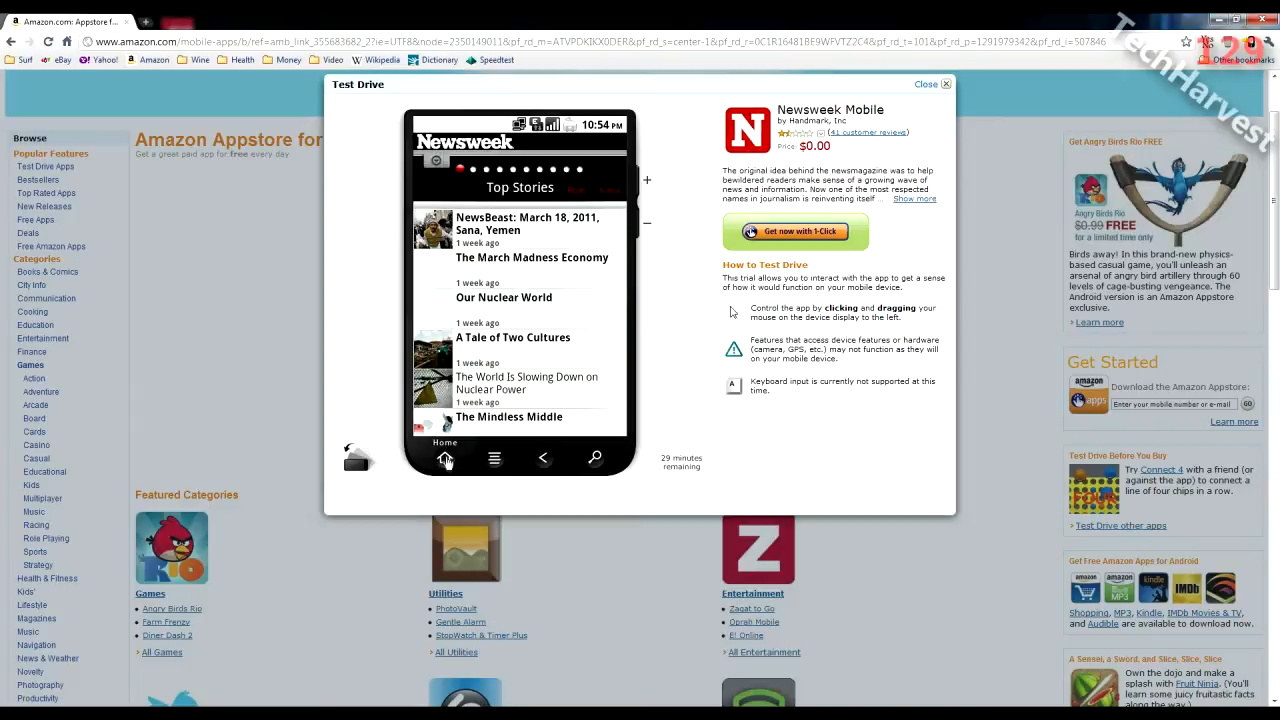 Amazon.com: Appstore f...
www.amazon.com/mobile-apps/b/ref=amb_link_355683682_2?ie=UTF8&node=2350149011&pf_rd_m=ATVPDKIKX0DER&pf_rd_s=center-1&pf_rd_r=0C1R16481BE9WFVTZ2C4&pf_rd_t=101&pf_rd_p=1291979342&pf_rd_i=507846
Surf
eBay
Yahoo!
Amazon
Wine
Health
Money
Video
Wikipedia
Dictionary
Speedtest
Other bookmarks
TechHarvest
Test Drive
Close
Browse
Popular Features
Test Drive Apps
Bestsellers
Top Rated Apps
New Releases
Free Apps
Deals
Free Amazon Apps
Categories
Books & Comics
City Info
Communication
Cooking
Education
Entertainment
Finance
Games
Action
Adventure
Arcade
Board
Cards
Casino
Casual
Educational
Kids
Multiplayer
Music
Puzzles
Racing
Role Playing
Sports
Strategy
Health & Fitness
Kids'
Lifestyle
Magazines
Music
Navigation
News & Weather
Novelty
Photography
Productivity
Amazon Appstore for
Get a great paid app for free every day
10:54 PM
Newsweek
Top Stories
NewsBeast: March 18, 2011,
Sana, Yemen
1 week ago
The March Madness Economy
1 week ago
Our Nuclear World
1 week ago
A Tale of Two Cultures
1 week ago
The World Is Slowing Down on
Nuclear Power
1 week ago
The Mindless Middle
Home
+
−
29 minutes
remaining
N
Newsweek Mobile
by Handmark, Inc
(41 customer reviews)
Price: $0.00
The original idea behind the newsmagazine was to help
bewildered readers make sense of a growing wave of
news and information. Now one of the most respected
names in journalism is reinventing itself ... Show more
Get now with 1-Click
How to Test Drive
This trial allows you to interact with the app to get a sense
of how it would function on your mobile device.
Control the app by clicking and dragging your
mouse on the device display to the left.
Features that access device features or hardware
(camera, GPS, etc.) may not function as they will
on your mobile device.
A
Keyboard input is currently not supported at this
time.
Featured Categories
RIO
Games
Angry Birds Rio
Farm Frenzy
Diner Dash 2
All Games
Utilities
PhotoVault
Gentle Alarm
StopWatch & Timer Plus
All Utilities
Z
Entertainment
Zagat to Go
Oprah Mobile
E! Online
All Entertainment
Get Angry Birds Rio FREE
Angry Birds Rio
$0.99 FREE
for a limited time only
Birds away! In this brand-new physics-
based casual game, you'll unleash an
arsenal of angry bird artillery through 60
levels of cage-busting vengeance. The
Android version is an Amazon Appstore
exclusive.
Learn more
Get Started
amazon
apps
Download the Amazon Appstore:
Enter your mobile number or e-mail
GO
Learn more
Test Drive Before You Buy
FOUR
Try Connect 4 with a friend (or
against the app) to connect a
line of four chips in a row.
Test Drive other apps
Get Free Amazon Apps for Android
amazon
amazon
MP3
kindle
IMDb
Shopping, MP3, Kindle, IMDb Movies & TV,
and Audible are available to download now.
A Sensei, a Sword, and Slice, Slice, Slice
Own the dojo and make a
splash with Fruit Ninja. (You'll
learn some juicy fruitastic facts
along the way.)